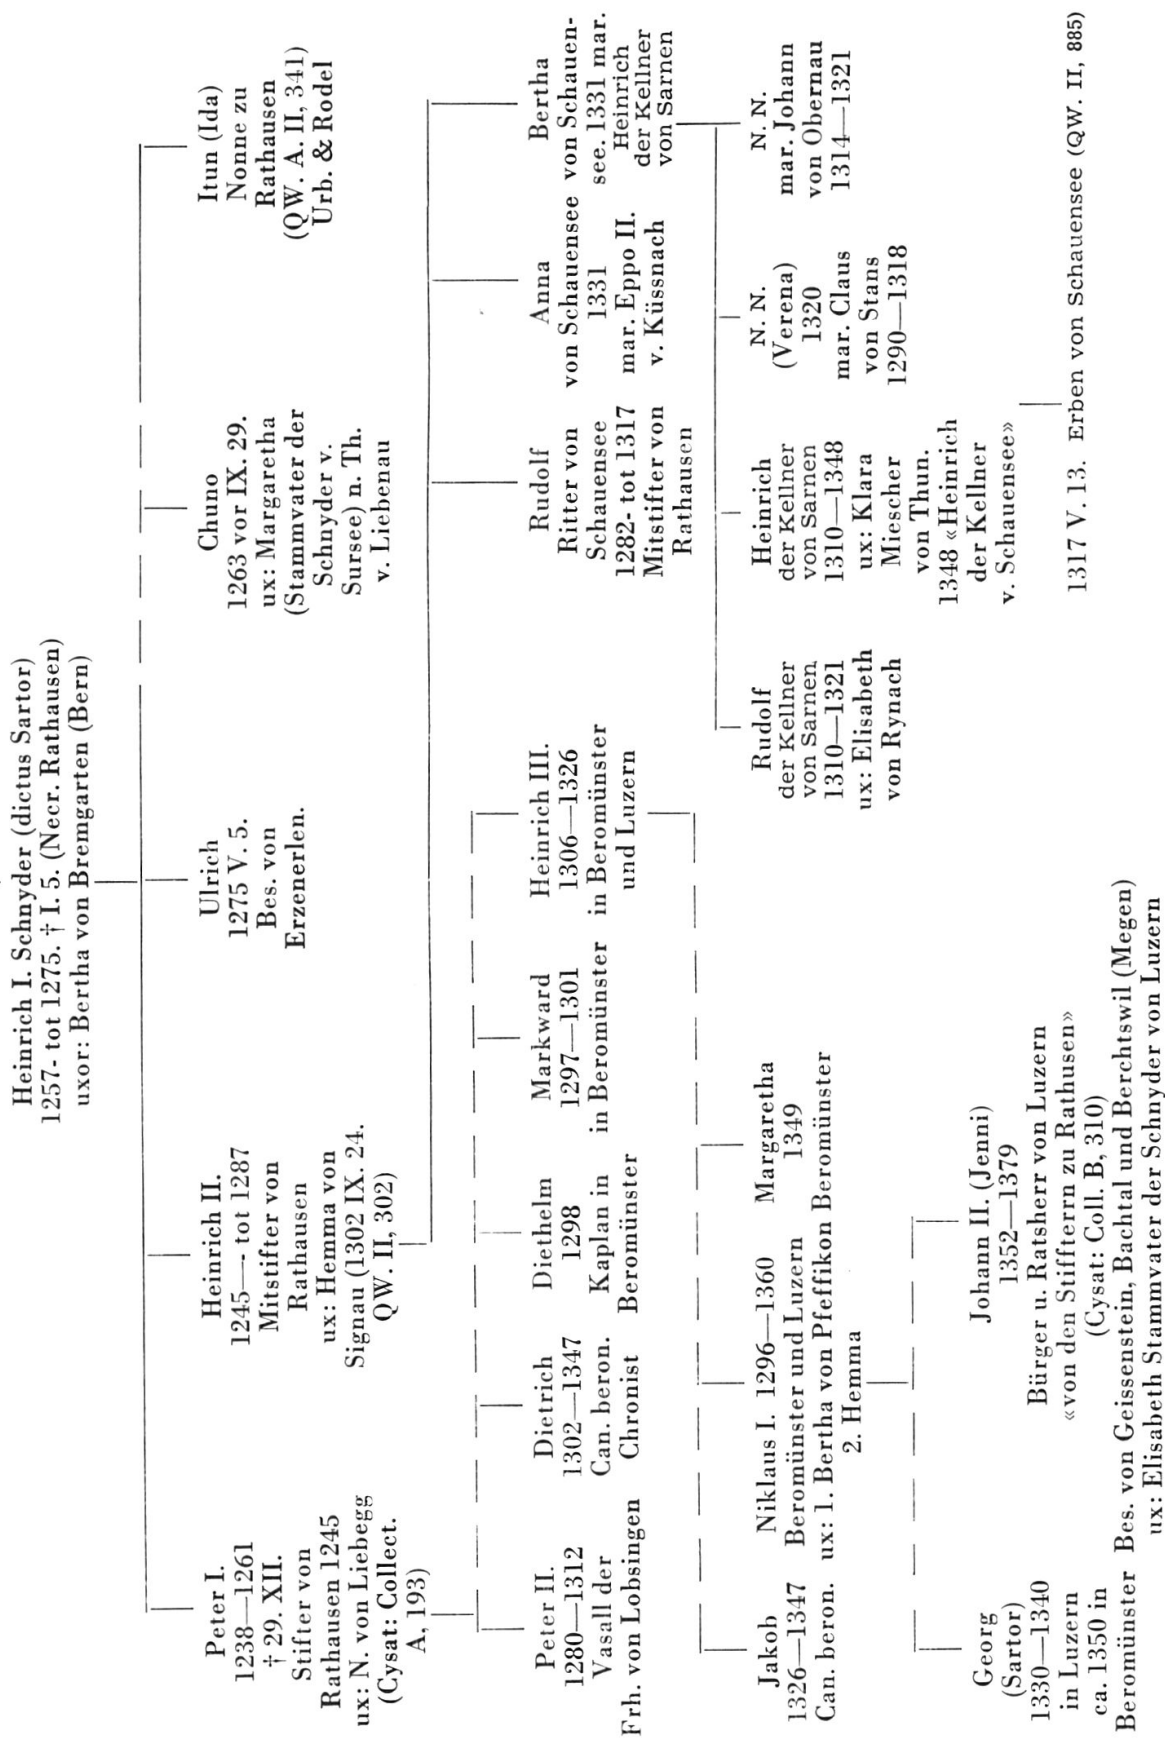 Heinrich I. Schnyder (dictus Sartor)
1257- tot 1275. † I. 5. (Necr. Rathausen)
uxor: Bertha von Bremgarten (Bern)
Peter I.
1238—1261
† 29. XII.
Stifter von
Rathausen 1245
ux: N. von Liebegg
(Cysat: Collect.
A, 193)
Heinrich II.
1245—- tot 1287
Mitstifter von
Rathausen
ux: Hemma von
Signau (1302 IX. 24.
QW. II, 302)
Ulrich
1275 V. 5.
Bes. von
Erzenerlen.
Chuno
1263 vor IX. 29.
ux: Margaretha
(Stammvater der
Schnyder v.
Sursee) n. Th.
v. Liebenau
Itun (Ida)
Nonne zu
Rathausen
(QW. A. II, 341)
Urb. & Rodel
Peter II.
1280—1312
Vasall der
Frh. von Lobsingen
Dietrich
1302—1347
Can. beron.
Chronist
Diethelm
1298
Kaplan in
Beromünster
Markward
1297—1301
in Beromünster
Heinrich III.
1306—1326
in Beromünster
und Luzern
Rudolf
Ritter von
Schauensee
1282- tot 1317
Mitstifter von
Rathausen
Anna
von Schauensee
1331
mar. Eppo II.
v. Küssnach
Bertha
von Schauen-
see. 1331 mar.
Heinrich
der Kellner
von Sarnen
Jakob
1326—1347
Can. beron.
Niklaus I. 1296—1360
Beromünster und Luzern
ux: 1. Bertha von Pfeffikon Beromünster
2. Hemma
Margaretha
1349
Rudolf
der Kellner
von Sarnen
1310—1321
ux: Elisabeth
von Rynach
Heinrich
der Kellner
von Sarnen
1310—1348
ux: Klara
Miescher
von Thun.
1348 «Heinrich
der Kellner
v. Schauensee»
N. N.
(Verena)
1320
mar. Claus
von Stans
1290—1318
N. N.
mar. Johann
von Obernau
1314—1321
Georg
(Sartor)
1330—1340
in Luzern
ca. 1350 in
Beromünster
Johann II. (Jenni)
1352—1379
Bürger u. Ratsherr von Luzern
«von den Stifftern zu Rathusen»
(Cysat: Coll. B, 310)
Bes. von Geissenstein, Bachtal und Berchtswil (Megen)
ux: Elisabeth Stammvater der Schnyder von Luzern
1317 V. 13. Erben von Schauensee (QW. II, 885)